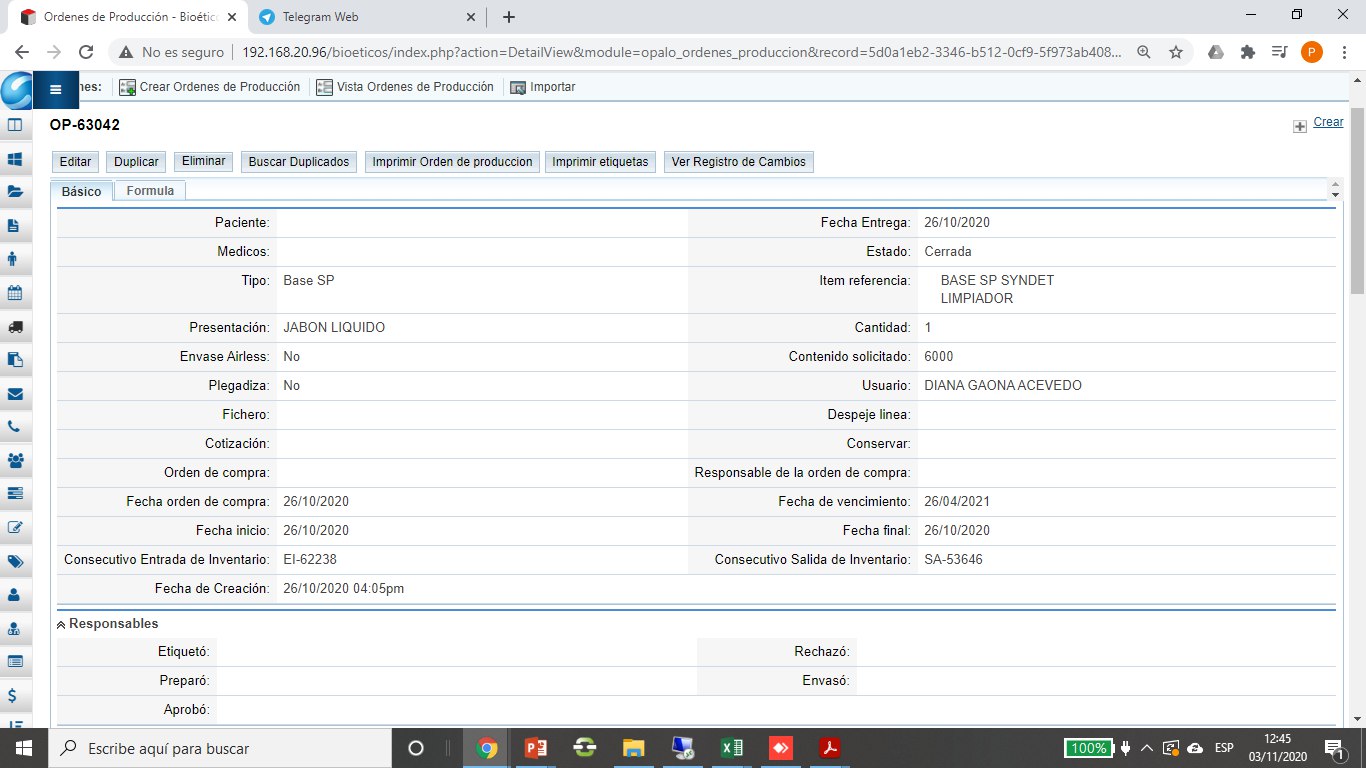 Ordenes de Producción - Bioétic
Telegram Web
No es seguro
192.168.20.96/bioeticos/index.php?action=DetailView&module=opalo_ordenes_produccion&record=5d0a1eb2-3346-b512-0cf9-5f973ab408...
P
nes:
Crear Ordenes de Producción
Vista Ordenes de Producción
Importar
OP-63042
Crear
Editar
Duplicar
Eliminar
Buscar Duplicados
Imprimir Orden de produccion
Imprimir etiquetas
Ver Registro de Cambios
Básico
Formula
Paciente:
Fecha Entrega: 26/10/2020
Medicos:
Estado: Cerrada
Tipo: Base SP
Item referencia: BASE SP SYNDET
LIMPIADOR
Presentación: JABON LIQUIDO
Cantidad: 1
Envase Airless: No
Contenido solicitado: 6000
Plegadiza: No
Usuario: DIANA GAONA ACEVEDO
Fichero:
Despeje linea:
Cotización:
Conservar:
Orden de compra:
Responsable de la orden de compra:
Fecha orden de compra: 26/10/2020
Fecha de vencimiento: 26/04/2021
Fecha inicio: 26/10/2020
Fecha final: 26/10/2020
Consecutivo Entrada de Inventario: EI-62238
Consecutivo Salida de Inventario: SA-53646
Fecha de Creación: 26/10/2020 04:05pm
Responsables
Etiquetó:
Rechazó:
Preparó:
Envasó:
Aprobó:
Escribe aquí para buscar
100%
ESP
12:45
03/11/2020
1